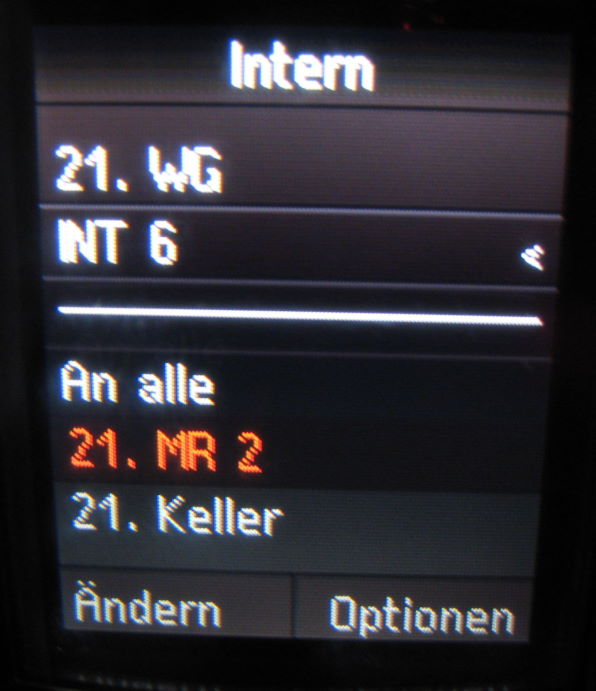 Intern
21. WG
INT 6
An alle
21. MR 2
21. Keller
Ändern Optionen